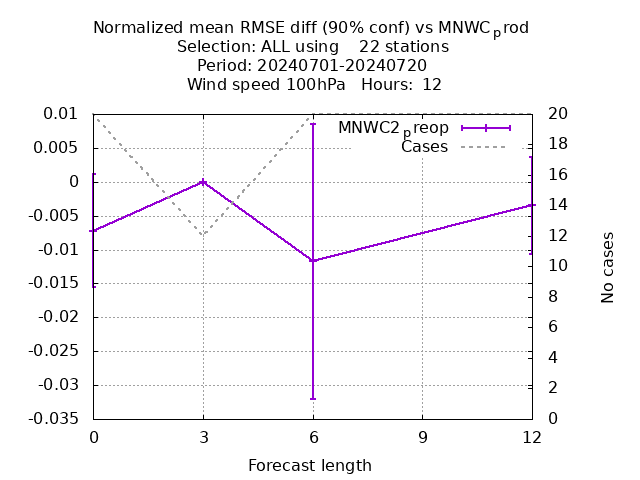 Normalized mean RMSE diff (90% conf) vs MNWCprod
Selection: ALL using    22 stations
Period: 20240701-20240720
Wind speed 100hPa   Hours: 12
MNWC2preop
Cases
0.01
0.005
0
-0.005
-0.01
-0.015
-0.02
-0.025
-0.03
-0.035
20
18
16
14
12
10
8
6
4
2
0
No cases
0 3 6 9 12
Forecast length